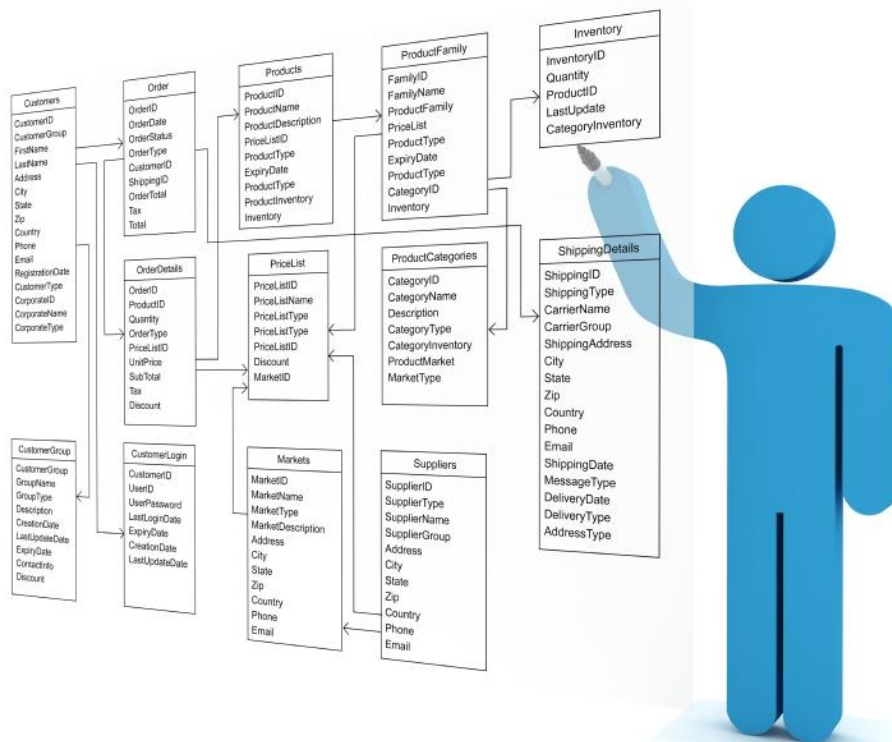 Customers
CustomerID
CustomerGroup
FirstName
LastName
Address
City
State
Zip
Country
Phone
Email
RegistrationDate
CustomerType
CorporateID
CorporateName
CorporateType
Order
OrderID
OrderDate
OrderStatus
OrderType
CustomerID
ShippingID
OrderTotal
Tax
Total
Products
ProductID
ProductName
ProductDescription
PriceListID
ProductType
ExpiryDate
ProductType
ProductInventory
Inventory
ProductFamily
FamilyID
FamilyName
ProductFamily
PriceList
ProductType
ExpiryDate
ProductType
CategoryID
Inventory
Inventory
InventoryID
Quantity
ProductID
LastUpdate
CategoryInventory
OrderDetails
OrderID
ProductID
Quantity
OrderType
PriceListID
UnitPrice
SubTotal
Tax
Discount
PriceList
PriceListID
PriceListName
PriceListType
PriceListType
PriceListID
Discount
MarketID
ProductCategories
CategoryID
CategoryName
Description
CategoryType
CategoryInventory
ProductMarket
MarketType
ShippingDetails
ShippingID
ShippingType
CarrierName
CarrierGroup
ShippingAddress
City
State
Zip
Country
Phone
Email
ShippingDate
MessageType
DeliveryDate
DeliveryType
AddressType
CustomerGroup
CustomerGroup
GroupName
GroupType
Description
CreationDate
LastUpdateDate
ExpiryDate
ContactInfo
Discount
CustomerLogin
CustomerID
UserID
UserPassword
LastLoginDate
ExpiryDate
CreationDate
LastUpdateDate
Markets
MarketID
MarketName
MarketType
MarketDescription
Address
City
State
Zip
Country
Phone
Email
Suppliers
SupplierID
SupplierType
SupplierName
SupplierGroup
Address
City
State
Zip
Country
Phone
Email